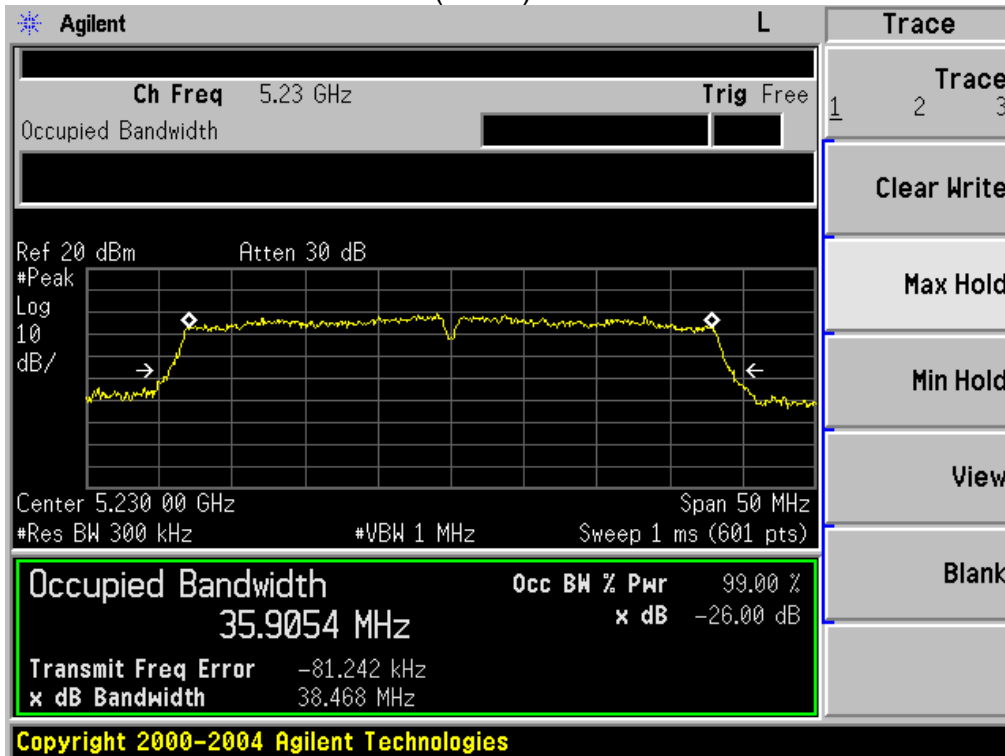 Agilent L Trace
Ch Freq 5.23 GHz Trig Free
Occupied Bandwidth
Trace
1 2 3
Clear Write
Max Hold
Min Hold
View
Blank
Ref 20 dBm Atten 30 dB
#Peak
Log
10
dB/
Center 5.230 00 GHz Span 50 MHz
#Res BW 300 kHz #VBW 1 MHz Sweep 1 ms (601 pts)
Occupied Bandwidth Occ BW % Pwr 99.00 %
35.9054 MHz x dB -26.00 dB
Transmit Freq Error -81.242 kHz
x dB Bandwidth 38.468 MHz
Copyright 2000-2004 Agilent Technologies